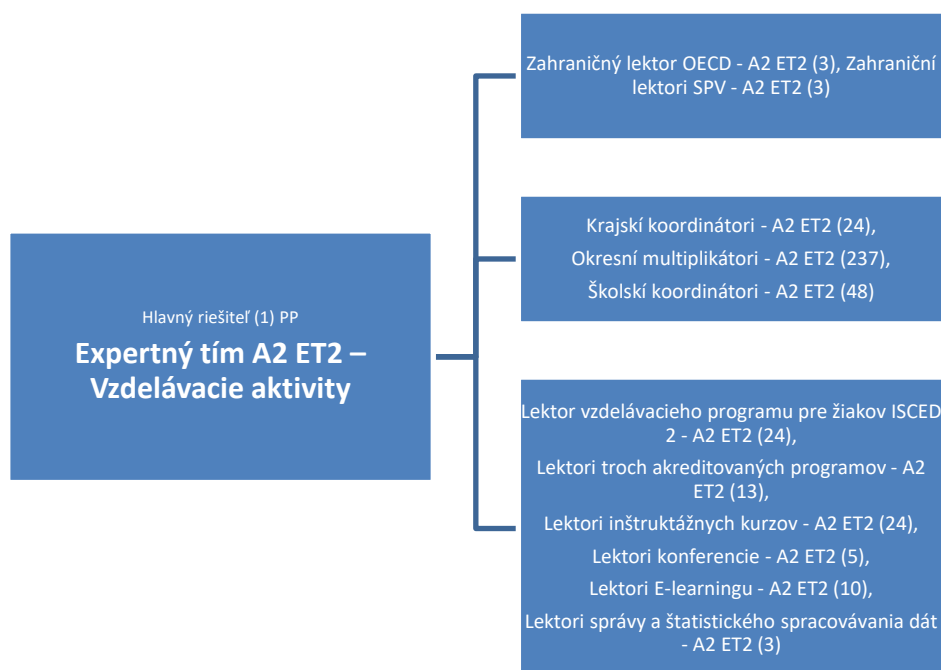 Zahraničný lektor OECD - A2 ET2 (3), Zahraniční
lektori SPV - A2 ET2 (3)
Hlavný riešiteľ (1) PP
Expertný tím A2 ET2 –
Vzdelávacie aktivity
Krajskí koordinátori - A2 ET2 (24),
Okresní multiplikátori - A2 ET2 (237),
Školskí koordinátori - A2 ET2 (48)
Lektor vzdelávacieho programu pre žiakov ISCED
2 - A2 ET2 (24),
Lektori troch akreditovaných programov - A2
ET2 (13),
Lektori inštruktážnych kurzov - A2 ET2 (24),
Lektori konferencie - A2 ET2 (5),
Lektori E-learningu - A2 ET2 (10),
Lektori správy a štatistického spracovávania dát
- A2 ET2 (3)